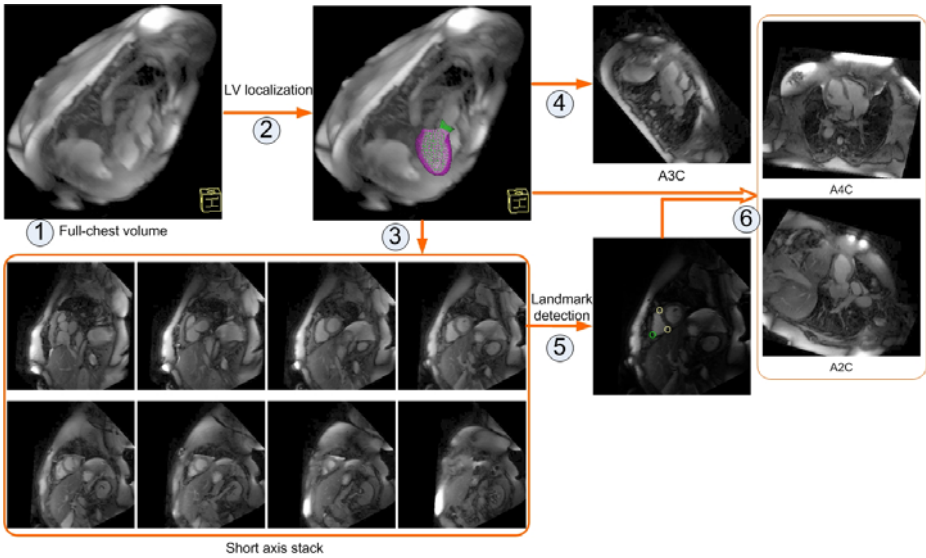 LV localization
2
4
A3C
A4C
6
1 Full-chest volume
3
H
H
Landmark
detection
5
A2C
Short axis stack